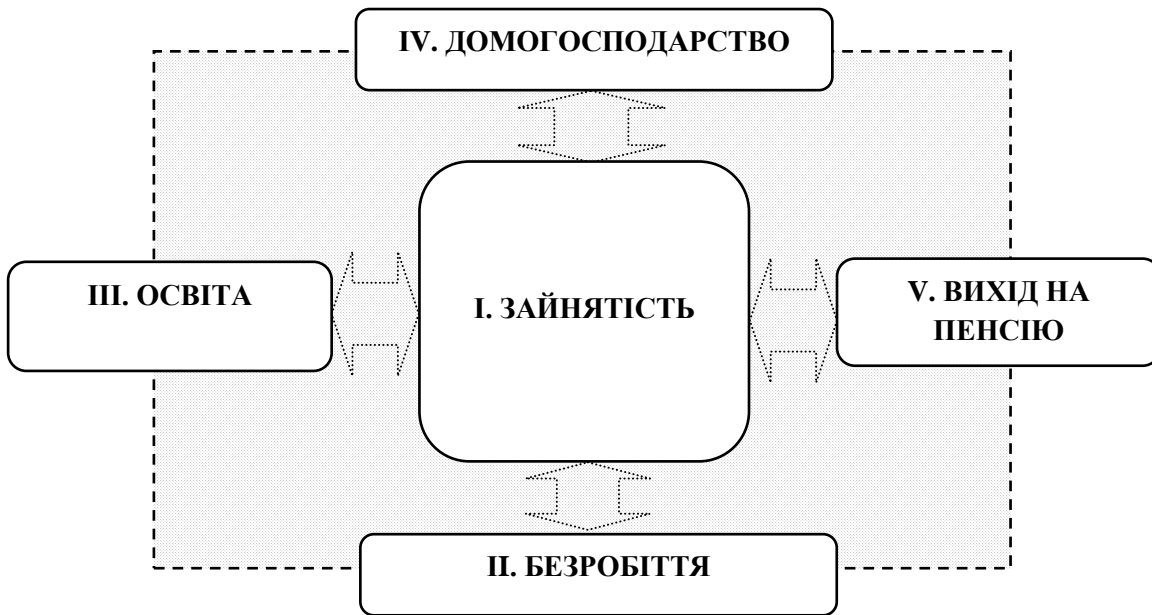 IV. ДОМОГОСПОДАРСТВО
III. ОСВІТА
I. ЗАЙНЯТІСТЬ
V. ВИХІД НА
ПЕНСІЮ
II. БЕЗРОБІТТЯ